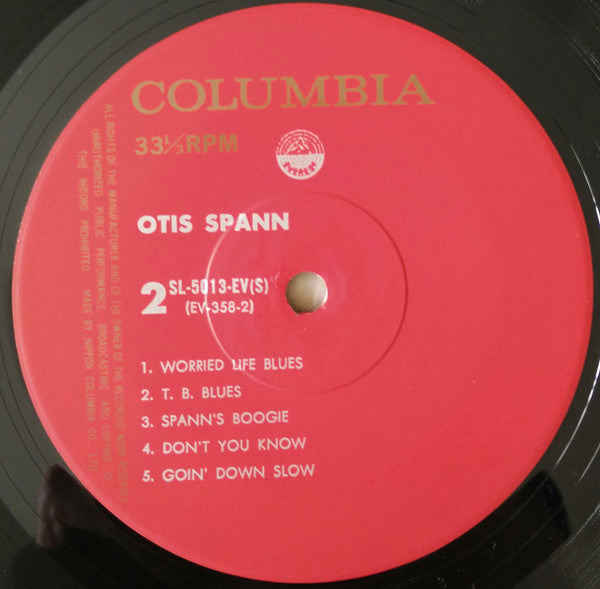 COLUMBIA
33⅓ RPM
EVEREST
OTIS SPANN
2
SL-5013-EV(S)
(EV-358-2)
1. WORRIED LIFE BLUES
2. T. B. BLUES
3. SPANN'S BOOGIE
4. DON'T YOU KNOW
5. GOIN' DOWN SLOW
ALL RIGHTS OF THE MANUFACTURER AND OF THE OWNER OF THE RECORDED WORK RESERVED
UNAUTHORIZED PUBLIC PERFORMANCE, BROADCASTING AND COPYING OF
THIS RECORD PROHIBITED. MADE BY NIPPON COLUMBIA CO., LTD.